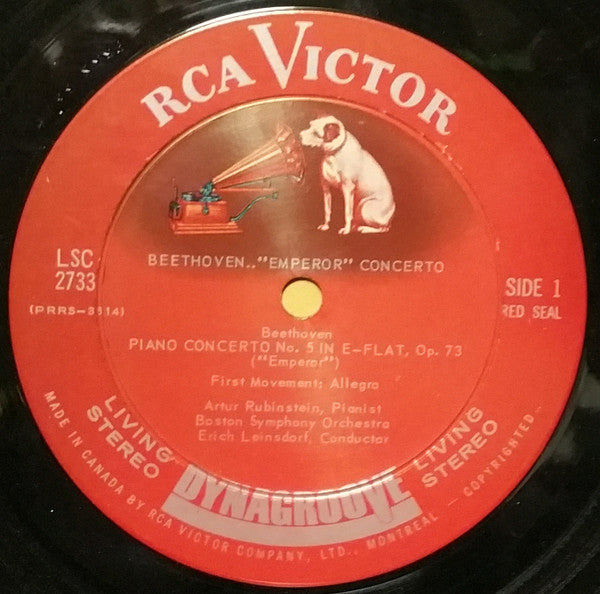 RCA VICTOR
LSC
2733
(PRRS-3614)
BEETHOVEN.."EMPEROR" CONCERTO
SIDE 1
RED SEAL
Beethoven
PIANO CONCERTO No. 5 IN E-FLAT, Op. 73
("Emperor")
First Movement: Allegro
Artur Rubinstein, Pianist
Boston Symphony Orchestra
Erich Leinsdorf, Conductor
LIVING
STEREO
DYNAGROOVE
LIVING
STEREO
MADE IN CANADA BY RCA VICTOR COMPANY, LTD., MONTREAL — COPYRIGHTED